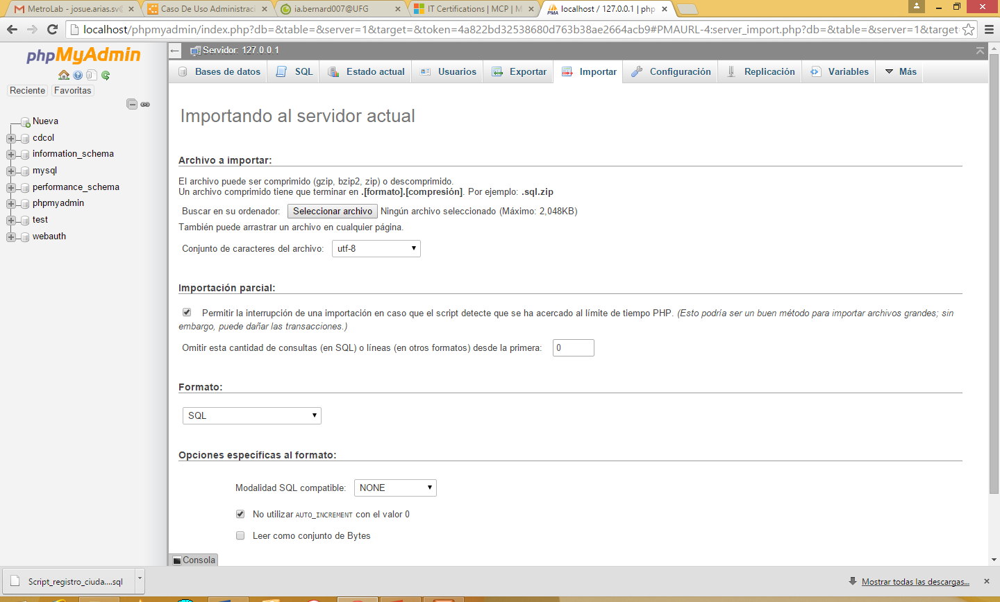 MetroLab - josue.arias.sv@
Caso De Uso Administraci
ia.bernard007@UFG
IT Certifications | MCP | M
localhost / 127.0.0.1 | php
localhost/phpmyadmin/index.php?db=&table=&server=1&target=&token=4a822bd32538680d763b38ae2664acb9#PMAURL-4:server_import.php?db=&table=&server=1&target=
phpMyAdmin
Reciente Favoritas
Nueva
cdcol
information_schema
mysql
performance_schema
phpmyadmin
test
webauth
Servidor: 127.0.0.1
Bases de datos SQL Estado actual Usuarios Exportar Importar Configuración Replicación Variables Más
Importando al servidor actual
Archivo a importar:
El archivo puede ser comprimido (gzip, bzip2, zip) o descomprimido.
Un archivo comprimido tiene que terminar en .[formato].[compresión]. Por ejemplo: .sql.zip
Buscar en su ordenador: Seleccionar archivo Ningún archivo seleccionado (Máximo: 2,048KB)
También puede arrastrar un archivo en cualquier página.
Conjunto de caracteres del archivo: utf-8
Importación parcial:
Permitir la interrupción de una importación en caso que el script detecte que se ha acercado al límite de tiempo PHP. (Esto podría ser un buen método para importar archivos grandes; sin
embargo, puede dañar las transacciones.)
Omitir esta cantidad de consultas (en SQL) o líneas (en otros formatos) desde la primera: 0
Formato:
SQL
Opciones específicas al formato:
Modalidad SQL compatible: NONE
No utilizar AUTO_INCREMENT con el valor 0
Leer como conjunto de Bytes
Consola
Script_registro_ciuda....sql
Mostrar todas las descargas...